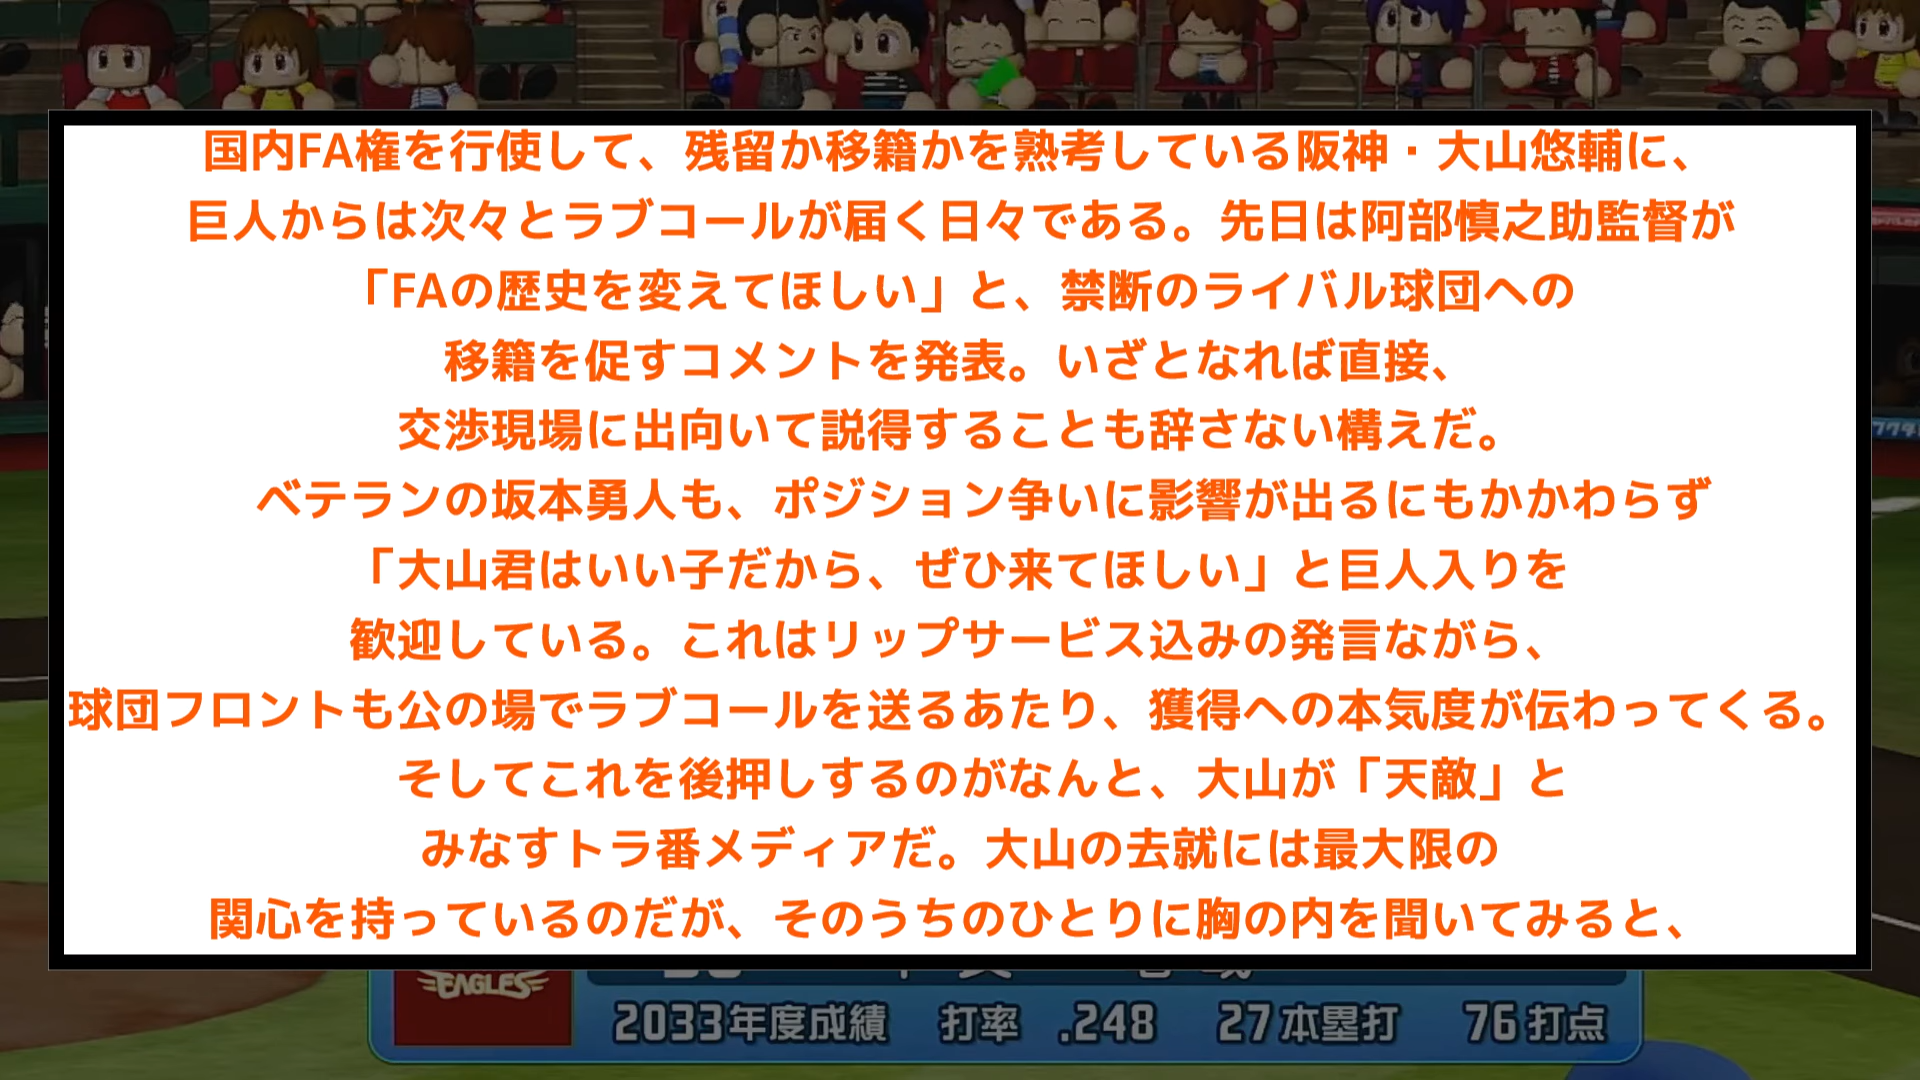 国内FA権を行使して、残留か移籍かを熟考している阪神・大山悠輔に、
巨人からは次々とラブコールが届く日々である。先日は阿部慎之助監督が
「FAの歴史を変えてほしい」と、禁断のライバル球団への
移籍を促すコメントを発表。いざとなれば直接、
交渉現場に出向いて説得することも辞さない構えだ。
ベテランの坂本勇人も、ポジション争いに影響が出るにもかかわらず
「大山君はいい子だから、ぜひ来てほしい」と巨人入りを
歓迎している。これはリップサービス込みの発言ながら、
球団フロントも公の場でラブコールを送るあたり、獲得への本気度が伝わってくる。
そしてこれを後押しするのがなんと、大山が「天敵」と
みなすトラ番メディアだ。大山の去就には最大限の
関心を持っているのだが、そのうちのひとりに胸の内を聞いてみると、
EAGLES
2033年度成績 打率 .248 27本塁打 76打点